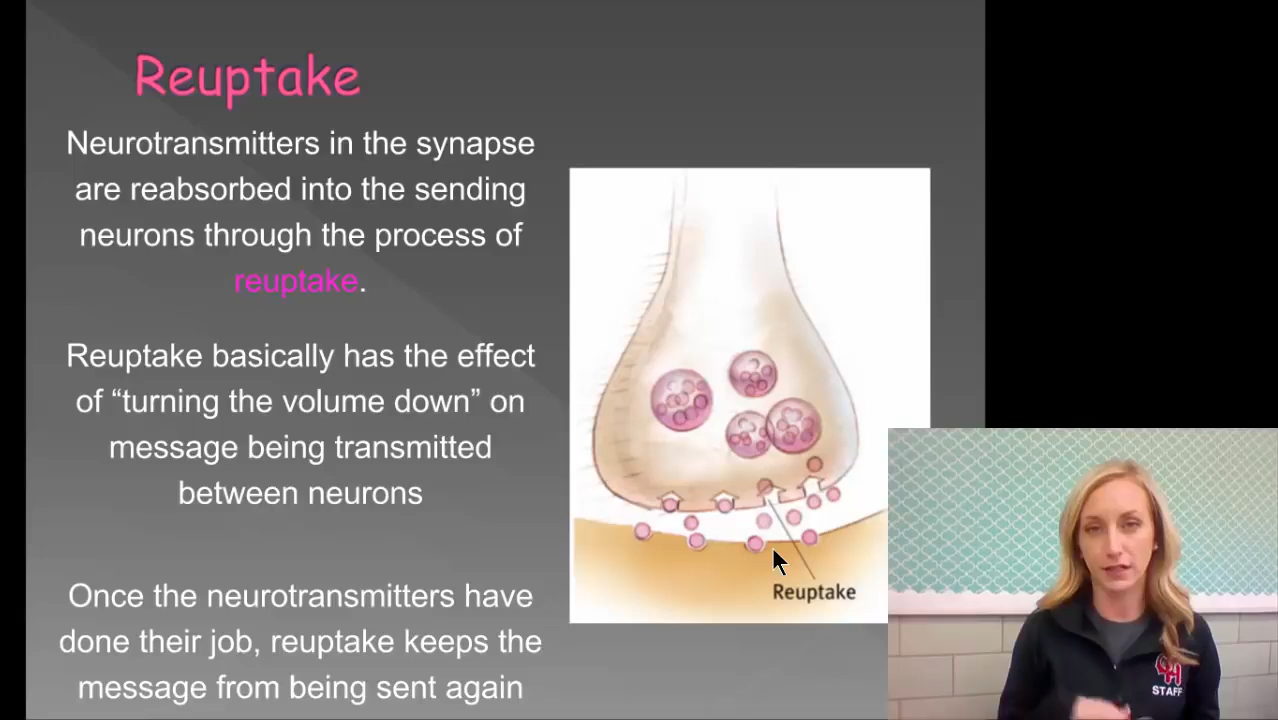 Reuptake
Neurotransmitters in the synapse
are reabsorbed into the sending
neurons through the process of
reuptake.
Reuptake basically has the effect
of “turning the volume down” on
message being transmitted
between neurons
Once the neurotransmitters have
done their job, reuptake keeps the
message from being sent again
Reuptake
STAFF